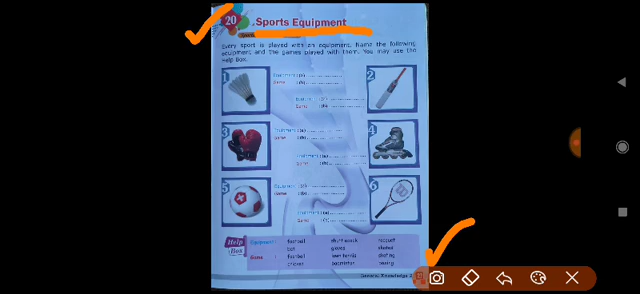 20
Sports Equipment
Every sport is played with an equipment. Name the following
equipment and the games played with them. You may use the
Help Box.
1
Equipment
Game
2
Game
3
Equipment
Game
4
Equipment
Game
5
Equipment
Game
6
Equipment
Game
Help Box
Equipment : football shuttlecock racquet
bat gloves skates
Game : football lawn tennis skating
cricket badminton boxing
General Knowledge-2